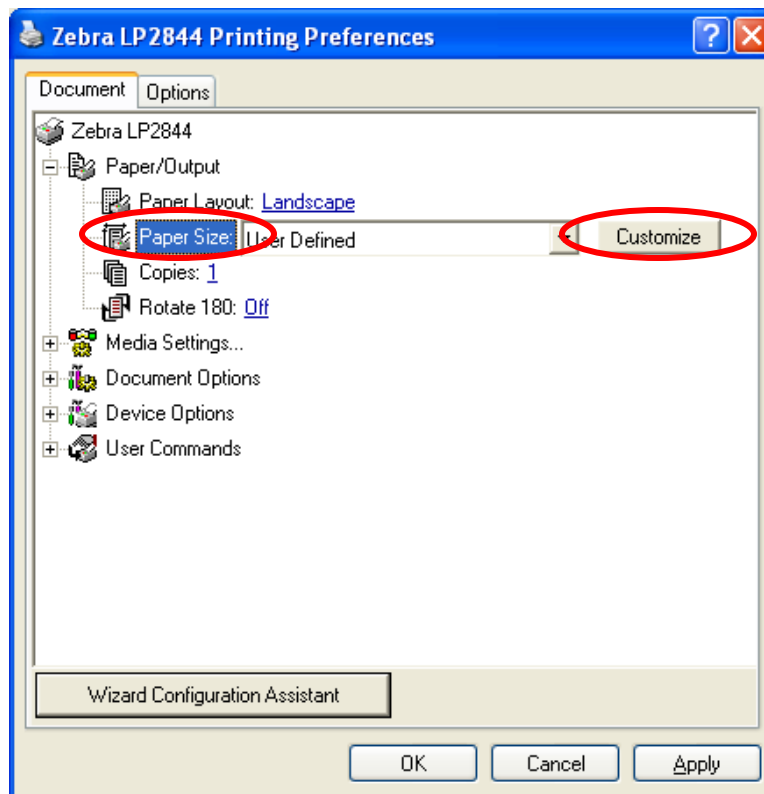 Zebra LP2844 Printing Preferences
Document
Options
Zebra LP2844
Paper/Output
Paper Layout: Landscape
Paper Size: User Defined Customize
Copies: 1
Rotate 180: Off
Media Settings...
Document Options
Device Options
User Commands
Wizard Configuration Assistant
OK Cancel Apply